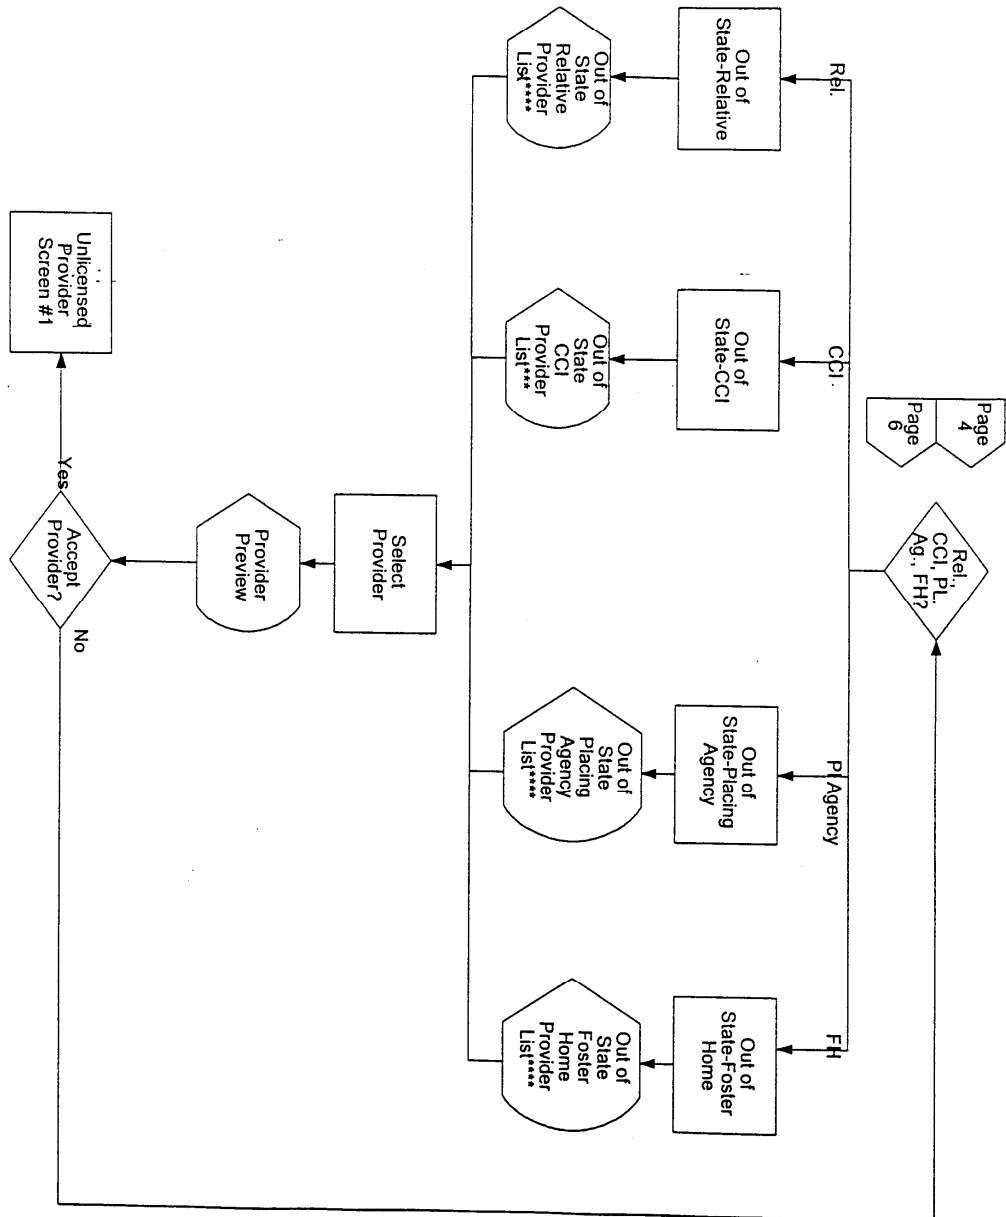 Page
4
Page
6
Rel.,
CCI, PL.
Ag., FH?
Rel.
CCI.
Pl Agency
FH
Out of
State-Relative
Out of
State-CCI
Out of
State-Placing
Agency
Out of
State-Foster
Home
Out of
State
Relative
Provider
List****
Out of
State
CCI
Provider
List***
Out of
State
Placing
Agency
Provider
List****
Out of
State
Foster
Home
Provider
List****
Select
Provider
Provider
Preview
Accept
Provider?
Yes
No
Unlicensed
Provider
Screen #1